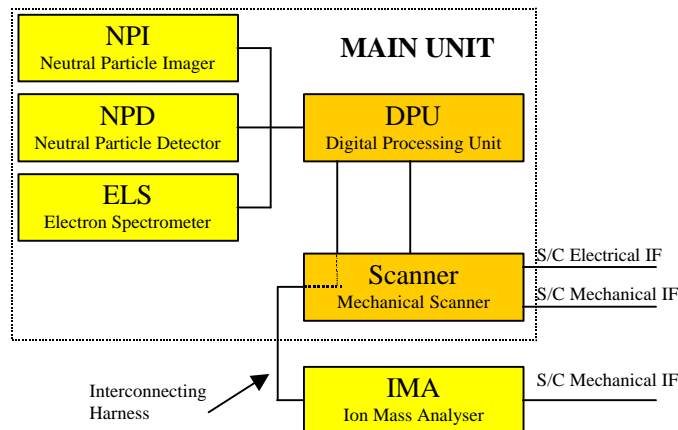 NPI
Neutral Particle Imager
MAIN UNIT
NPD
Neutral Particle Detector
DPU
Digital Processing Unit
ELS
Electron Spectrometer
S/C Electrical IF
Scanner
Mechanical Scanner
S/C Mechanical IF
Interconnecting
Harness
IMA
Ion Mass Analyser
S/C Mechanical IF